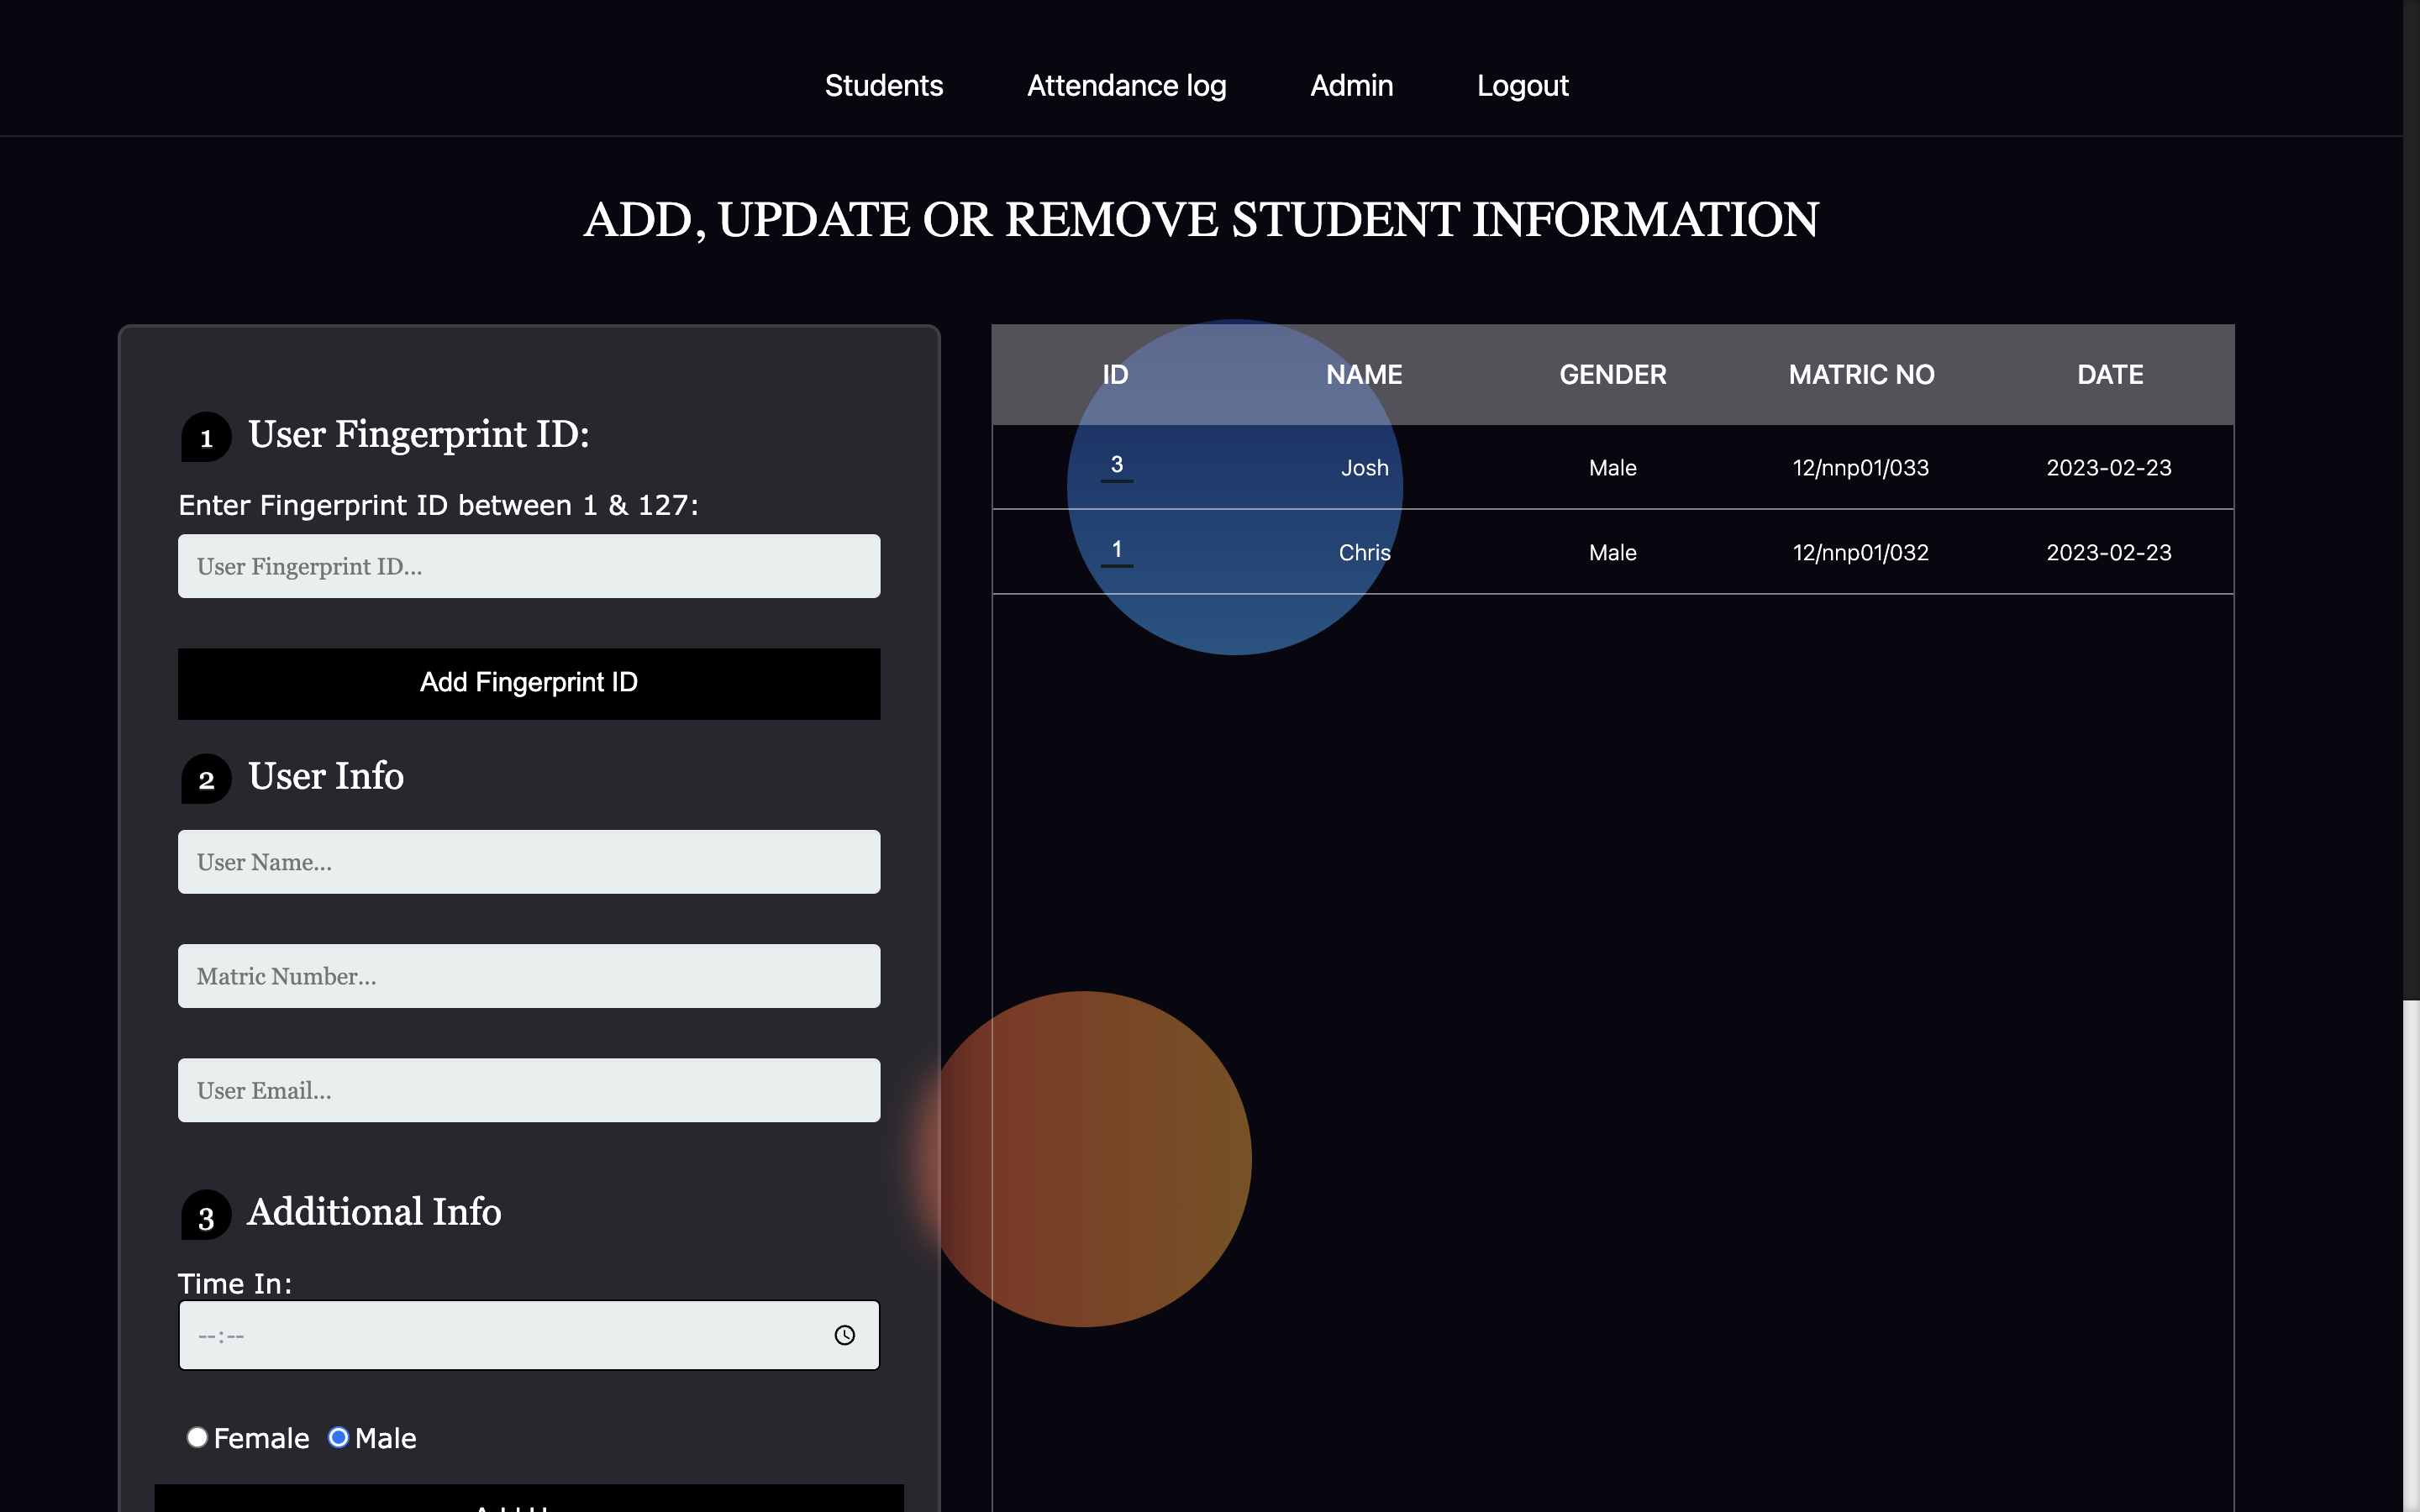 Students Attendance log Admin Logout
ADD, UPDATE OR REMOVE STUDENT INFORMATION
1 User Fingerprint ID:
Enter Fingerprint ID between 1 & 127:
User Fingerprint ID...
Add Fingerprint ID
2 User Info
User Name...
Matric Number...
User Email...
3 Additional Info
Time In:
--:--
Female Male
ID NAME GENDER MATRIC NO DATE
3 Josh Male 12/nnp01/033 2023-02-23
1 Chris Male 12/nnp01/032 2023-02-23